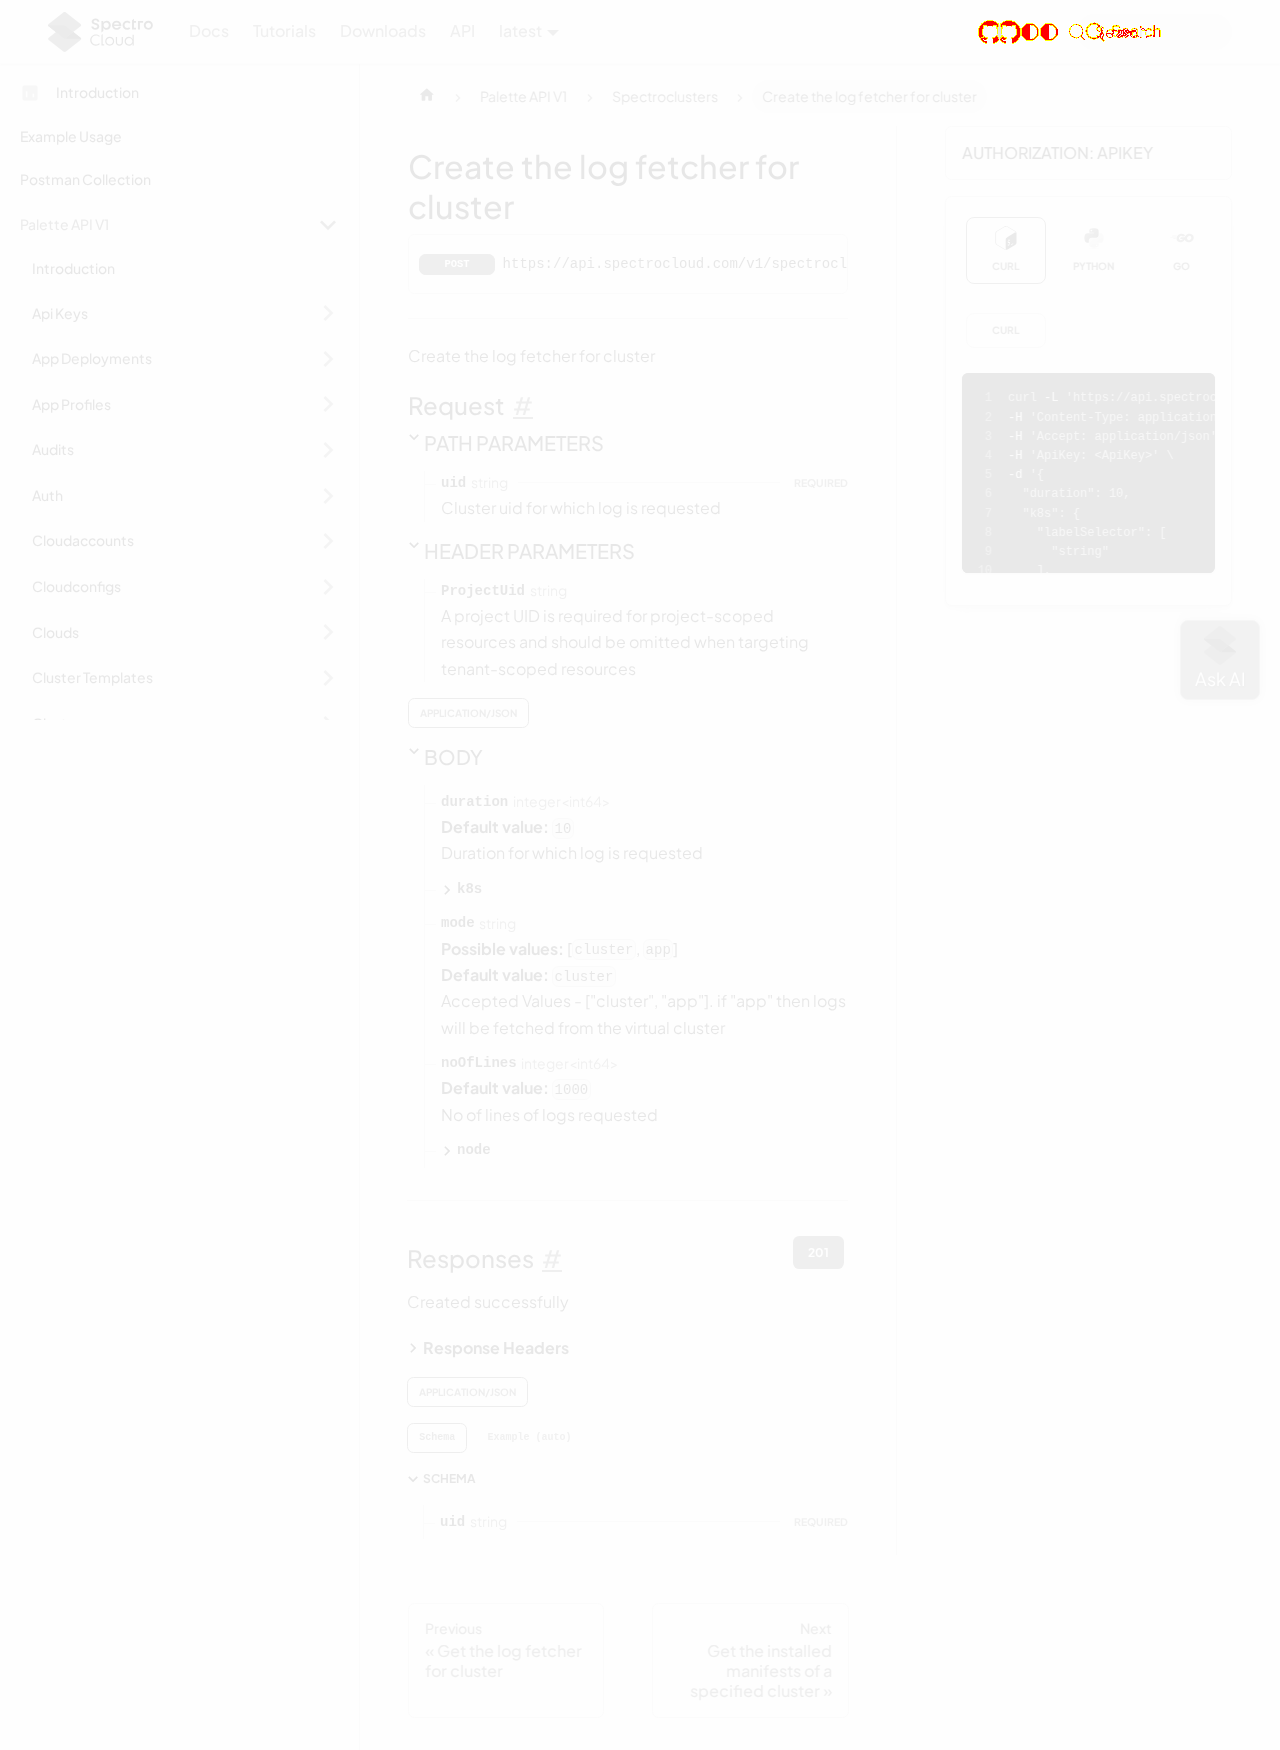 Spectro
Cloud
Docs
Tutorials
Downloads
API
latest
Search
Introduction
Example Usage
Postman Collection
Palette API V1
Introduction
Api Keys
App Deployments
App Profiles
Audits
Auth
Cloudaccounts
Cloudconfigs
Clouds
Cluster Templates
Palette API V1
Spectroclusters
Create the log fetcher for cluster
Create the log fetcher for
cluster
POST
https://api.spectrocloud.com/v1/spectrocl
Create the log fetcher for cluster
Request #
PATH PARAMETERS
uid string
REQUIRED
Cluster uid for which log is requested
HEADER PARAMETERS
ProjectUid string
A project UID is required for project-scoped
resources and should be omitted when targeting
tenant-scoped resources
APPLICATION/JSON
BODY
duration integer<int64>
Default value: 10
Duration for which log is requested
k8s
mode string
Possible values: [cluster, app]
Default value: cluster
Accepted Values - ["cluster", "app"]. if "app" then logs
will be fetched from the virtual cluster
noOfLines integer<int64>
Default value: 1000
No of lines of logs requested
node
Responses #
201
Created successfully
Response Headers
APPLICATION/JSON
Schema
Example (auto)
SCHEMA
uid string
REQUIRED
Previous
« Get the log fetcher
for cluster
Next
Get the installed
manifests of a
specified cluster »
AUTHORIZATION: APIKEY
CURL
PYTHON
GO
CURL
1 curl -L 'https://api.spectroc
2 -H 'Content-Type: application
3 -H 'Accept: application/json'
4 -H 'ApiKey: <ApiKey>' \
5 -d '{
6 "duration": 10,
7 "k8s": {
8 "labelSelector": [
9 "string"
10 ]
Ask AI